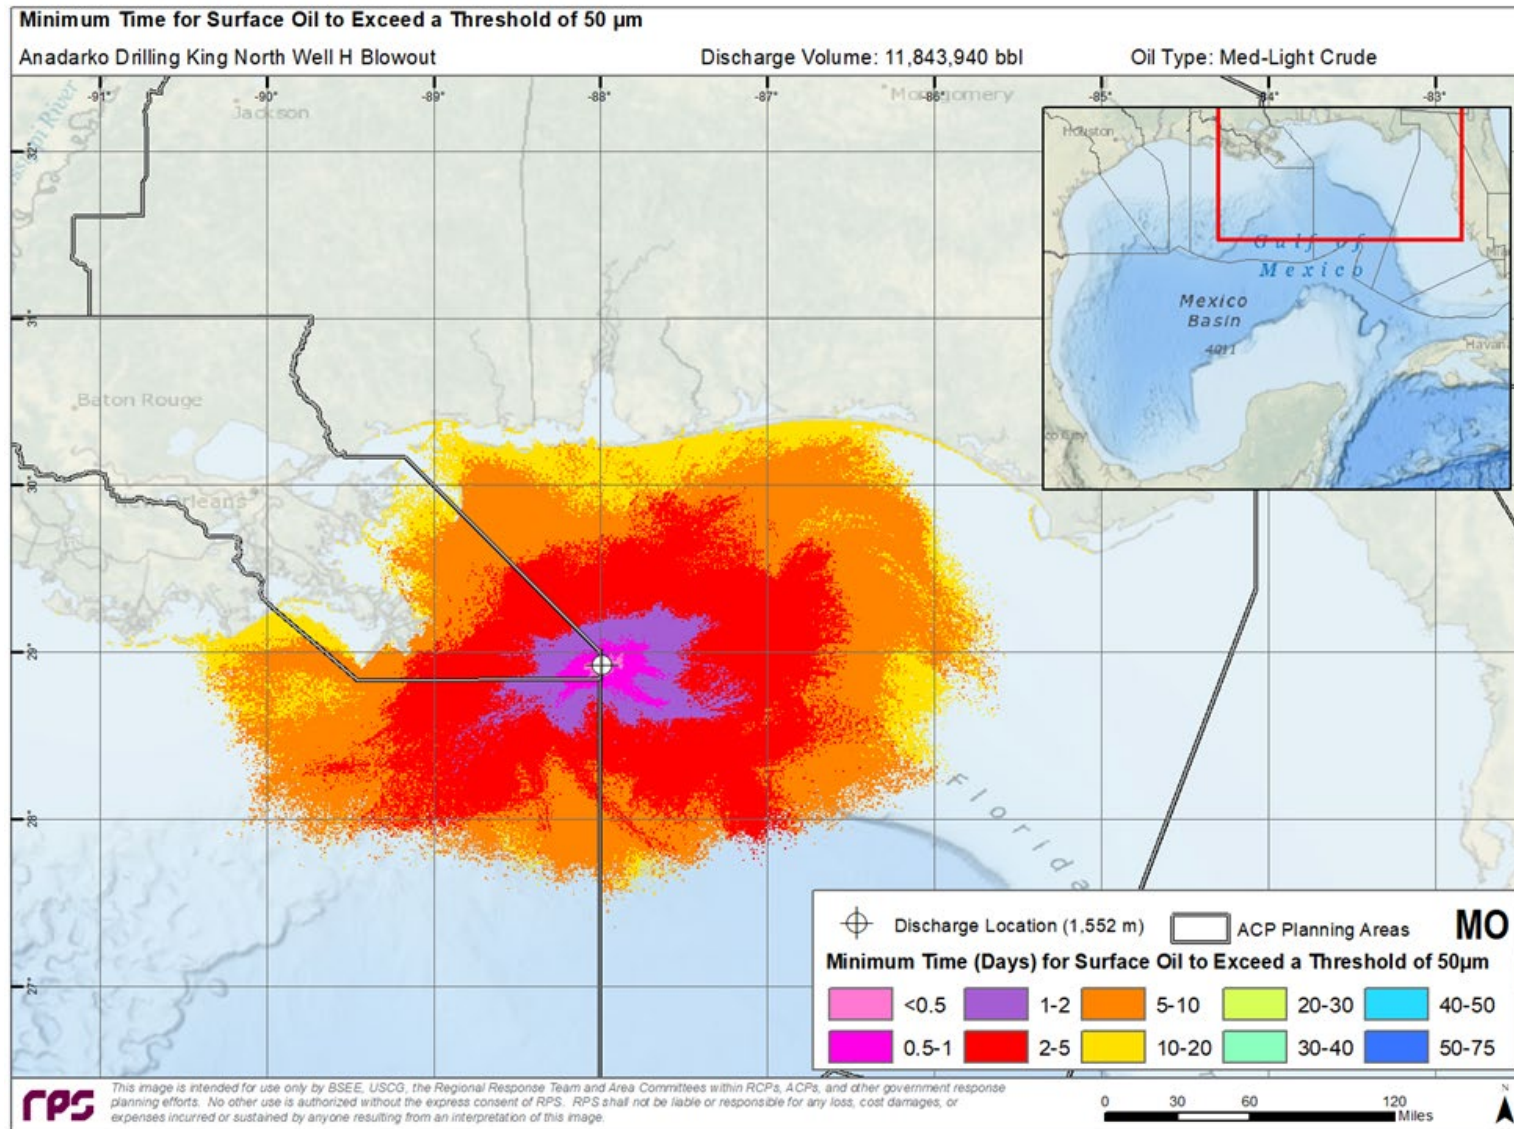 Minimum Time for Surface Oil to Exceed a Threshold of 50 µm
Anadarko Drilling King North Well H Blowout Discharge Volume: 11,843,940 bbl Oil Type: Med-Light Crude
-91° -90° -89° -88° -87° -86° -85° -84° -83°
Jackson
Montgomery
Houston
32°
Gulf of
Mexico
Mexico
Basin
4011
Havana
31°
Baton Rouge
30°
New Orleans
29°
28°
Florida
27°
Discharge Location (1,552 m) ACP Planning Areas MO
Minimum Time (Days) for Surface Oil to Exceed a Threshold of 50µm
<0.5 1-2 5-10 20-30 40-50
0.5-1 2-5 10-20 30-40 50-75
rps
This image is intended for use only by BSEE, USCG, the Regional Response Team and Area Committees within RCPs, ACPs, and other government response
planning efforts. No other use is authorized without the express consent of RPS. RPS shall not be liable or responsible for any loss, cost damages, or
expenses incurred or sustained by anyone resulting from an interpretation of this image.
0 30 60 120
Miles
N